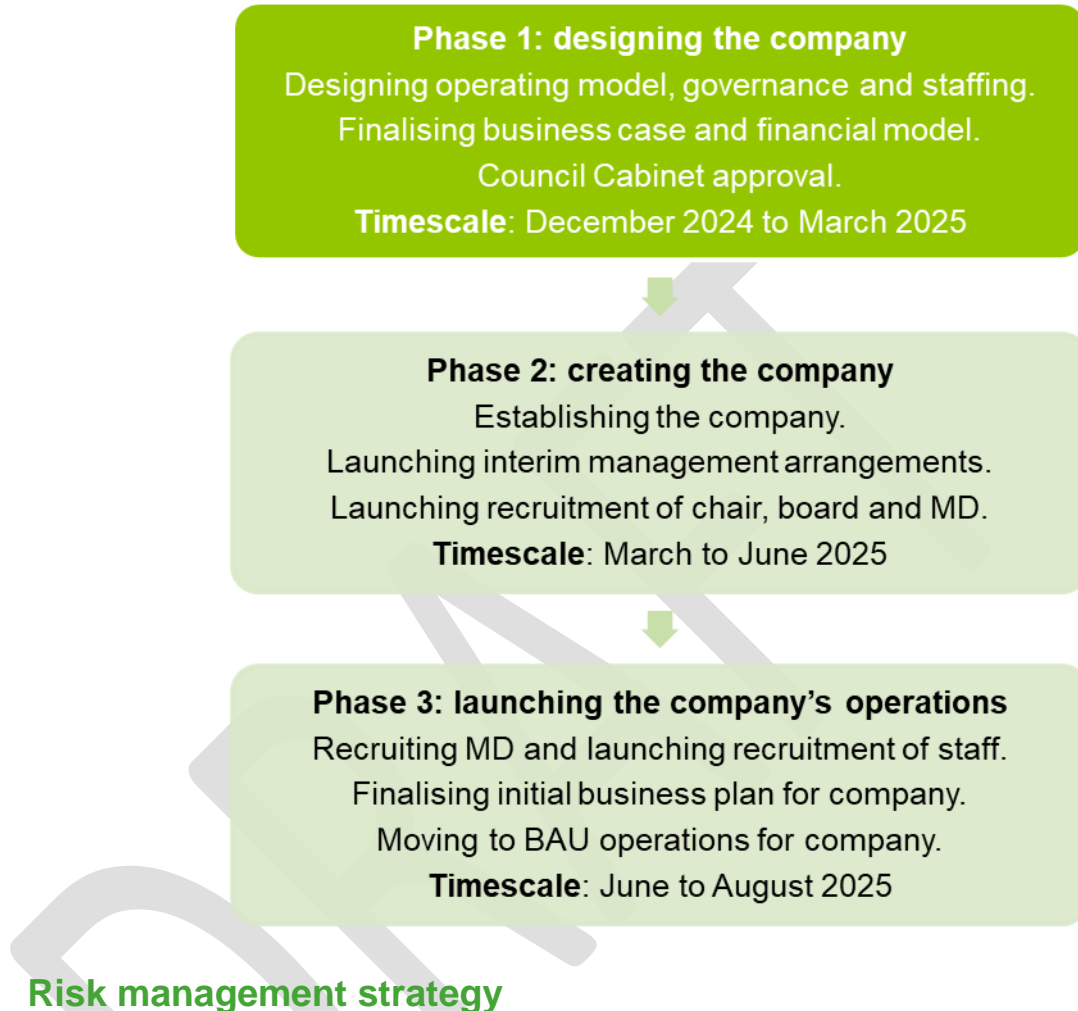 Phase 1: designing the company
Designing operating model, governance and staffing.
Finalising business case and financial model.
Council Cabinet approval.
Timescale: December 2024 to March 2025
Phase 2: creating the company
Establishing the company.
Launching interim management arrangements.
Launching recruitment of chair, board and MD.
Timescale: March to June 2025
Phase 3: launching the company's operations
Recruiting MD and launching recruitment of staff.
Finalising initial business plan for company.
Moving to BAU operations for company.
Timescale: June to August 2025
Risk management strategy
DRAFT